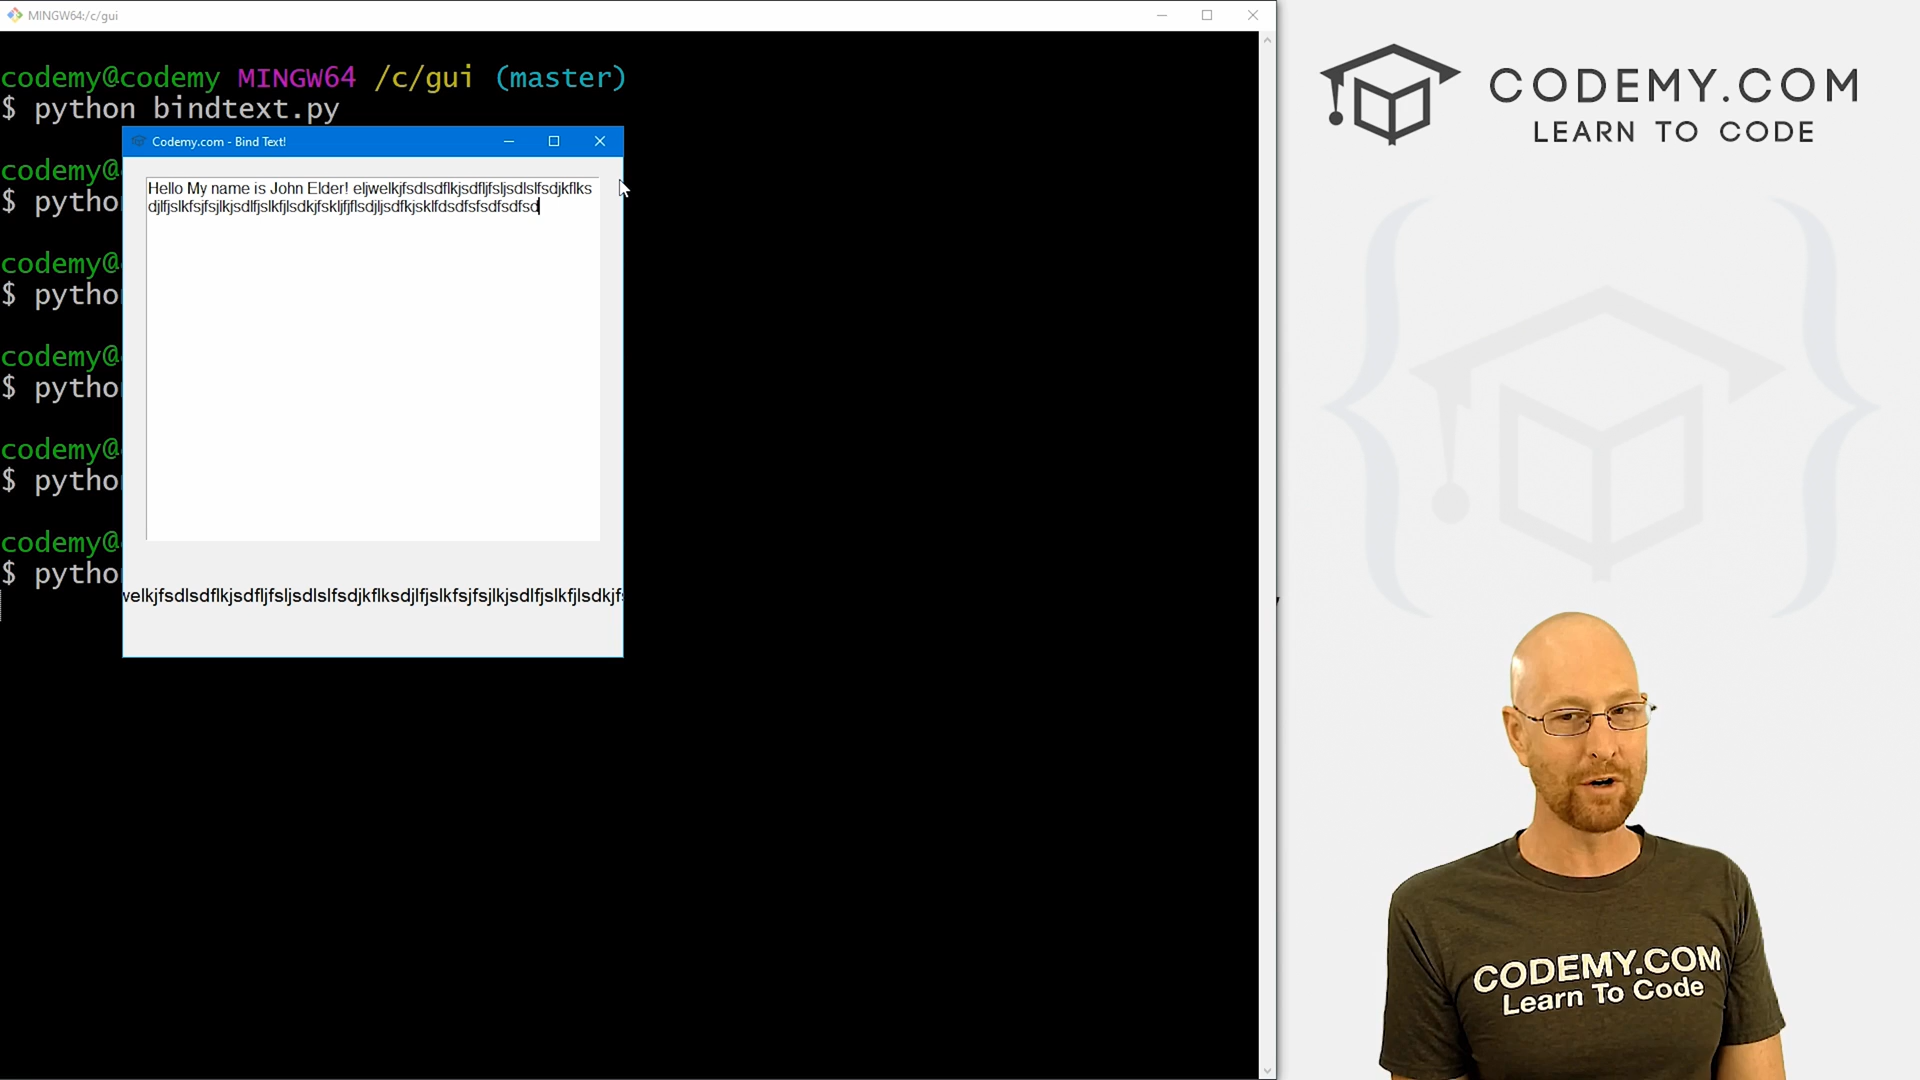 MINGW64:/c/gui
codemy@codemy MINGW64 /c/gui (master)
$ python bindtext.py
codemy@
$ pytho
codemy@
$ pytho
codemy@
$ pytho
codemy@
$ pytho
codemy@
$ pytho
Codemy.com - Bind Text!
Hello My name is John Elder! eljwelkjfsdlsdflkjsdfljfsljsdlslfsdjkflks
djlfjslkfsjfsjlkjsdlfjslkfjlsdkjfskljfjflsdjljsdfkjsklfdsdfsfsdfsdfsd
welkjfsdlsdflkjsdfljfsljsdlslfsdjkflksdjlfjslkfsjfsjlkjsdlfjslkfjlsdkjfs
CODEMY.COM
LEARN TO CODE
CODEMY.COM
Learn To Code